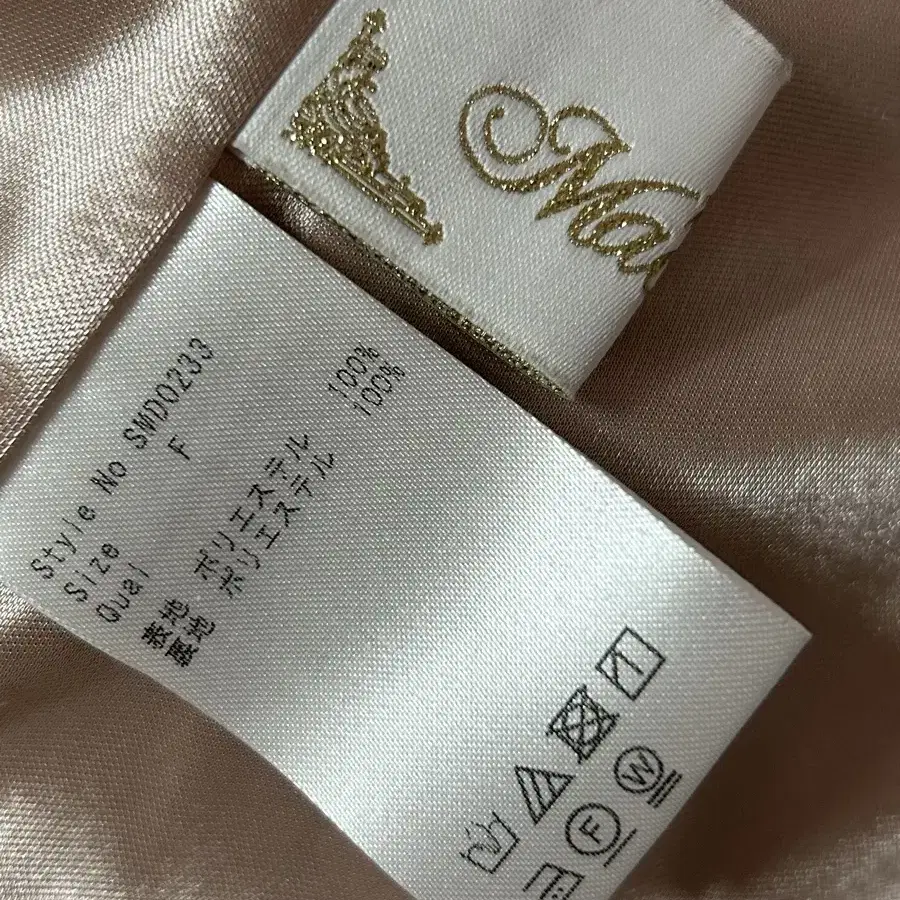 Ma
Style No SMD0233
Size F
Qual
表地 ポリエステル 100%
裏地 ポリエステル 100%
W
F